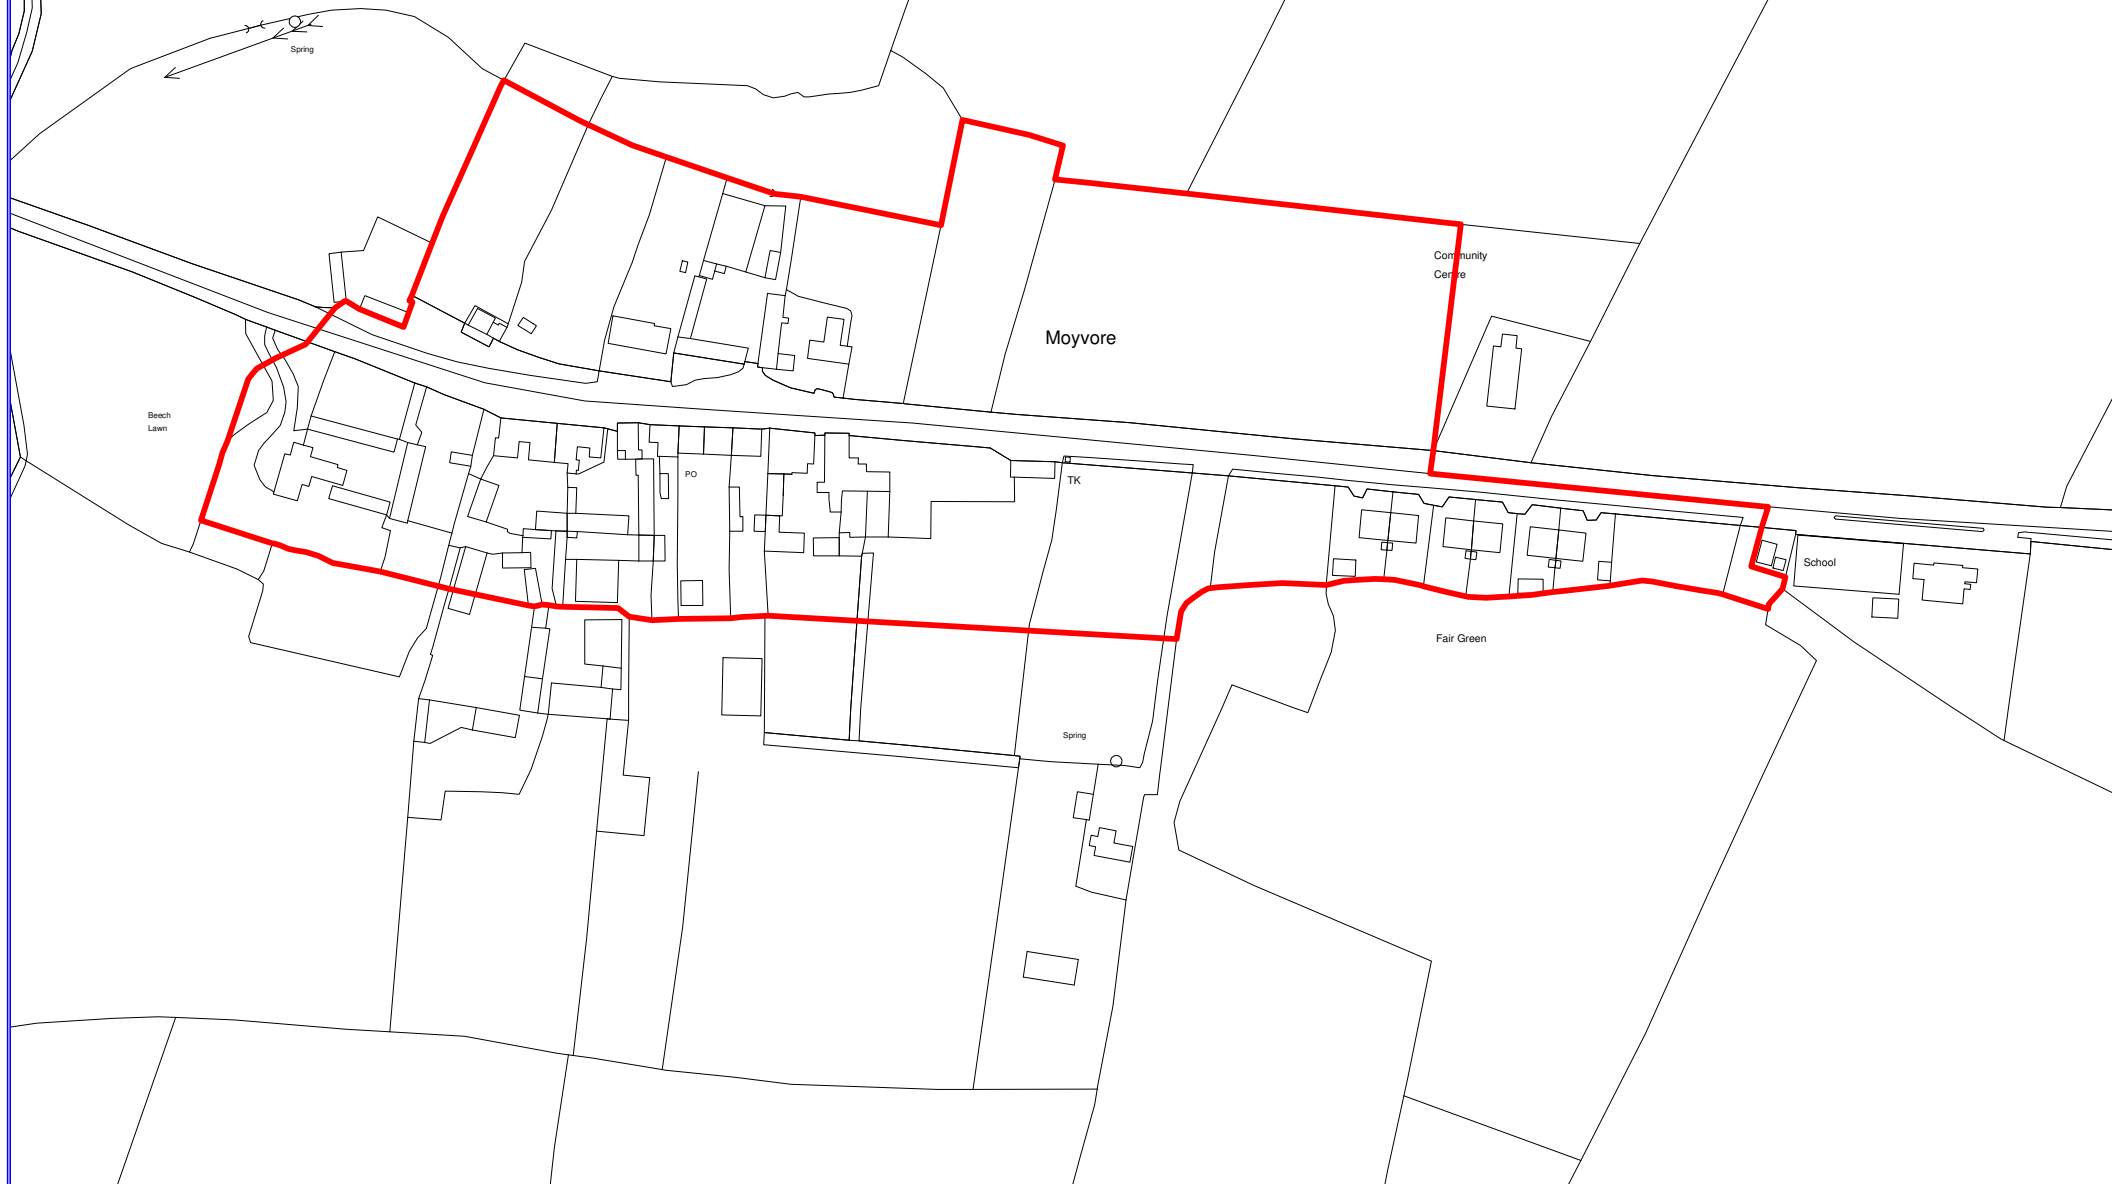 Spring
Community
Centre
Moyvore
Beech
Lawn
PO
TK
School
Fair Green
Spring